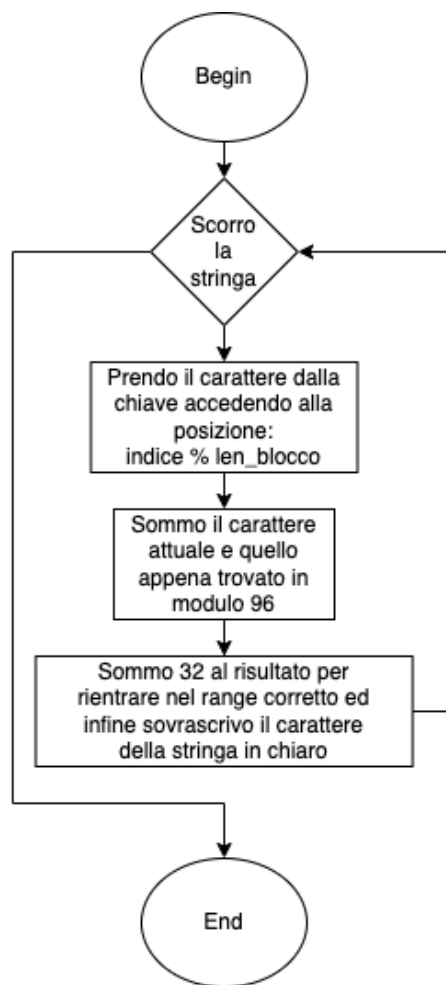 Begin
Scorro
la
stringa
Prendo il carattere dalla
chiave accedendo alla
posizione:
indice % len_blocco
Sommo il carattere
attuale e quello
appena trovato in
modulo 96
Sommo 32 al risultato per
rientrare nel range corretto ed
infine sovrascrivo il carattere
della stringa in chiaro
End